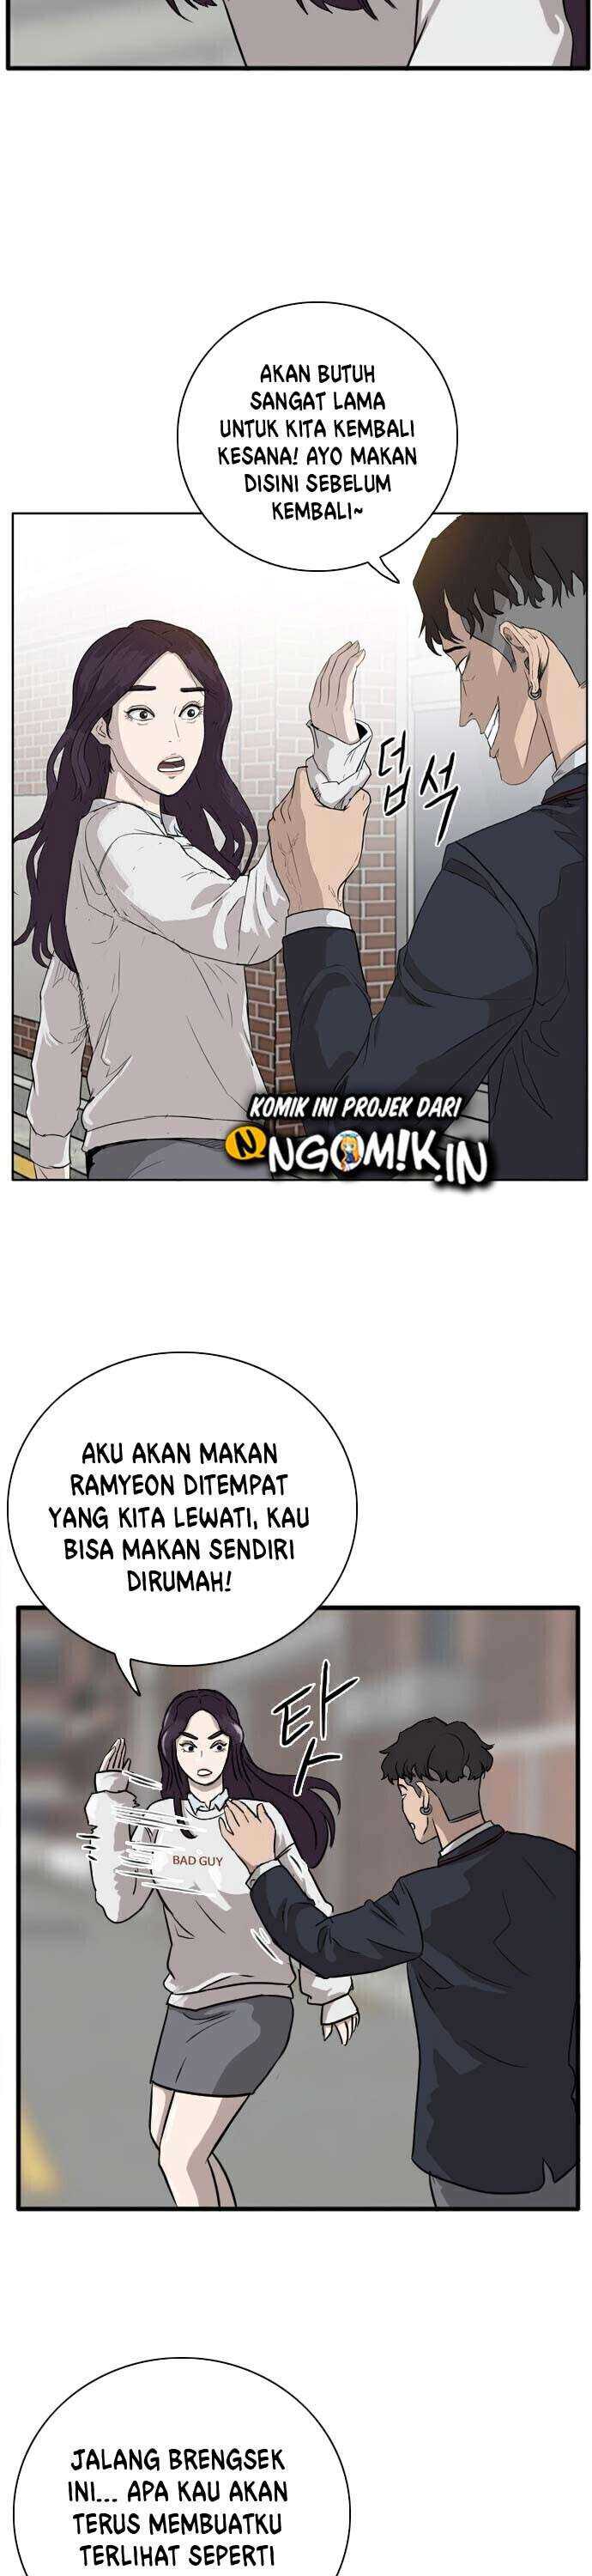 AKAN BUTUH
SANGAT LAMA
UNTUK KITA KEMBALI
KESANA! AYO MAKAN
DISINI SEBELUM
KEMBALI~
덥석
KOMIK INI PROJEK DARI
N NGOMIK.IN
AKU AKAN MAKAN
RAMYEON DITEMPAT
YANG KITA LEWATI, KAU
BISA MAKAN SENDIRI
DIRUMAH!
탁
BAD GUY
JALANG BRENGSEK
INI... APA KAU AKAN
TERUS MEMBUATKU
TERLIHAT SEPERTI